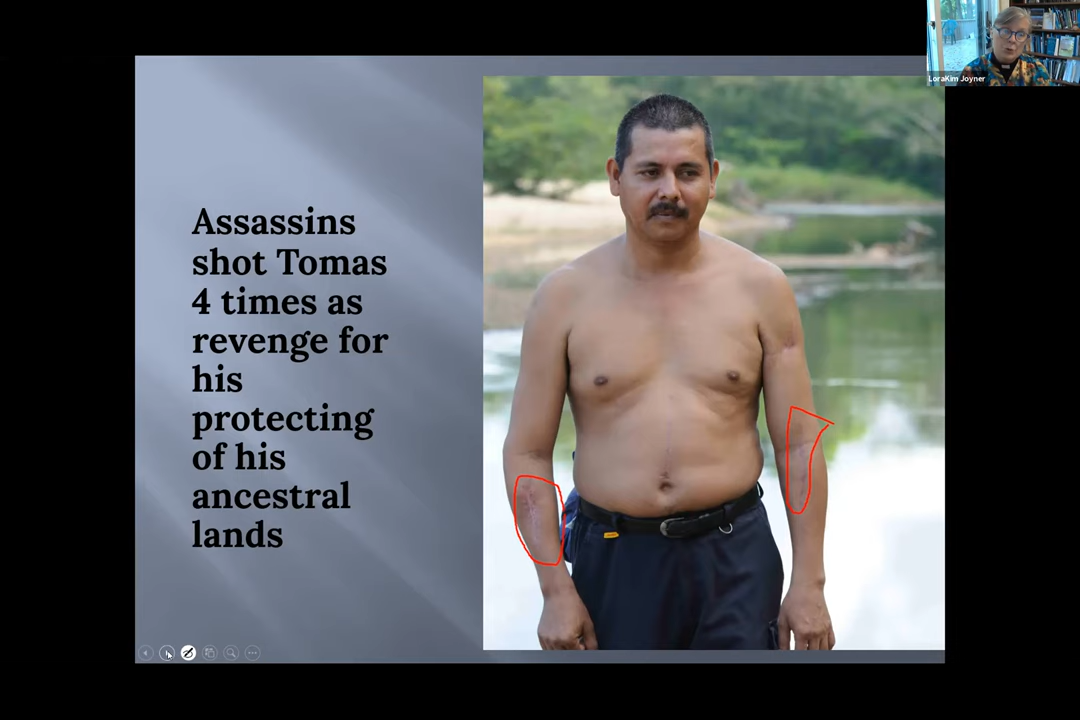 LoraKim Joyner
Assassins
shot Tomas
4 times as
revenge for
his
protecting
of his
ancestral
lands